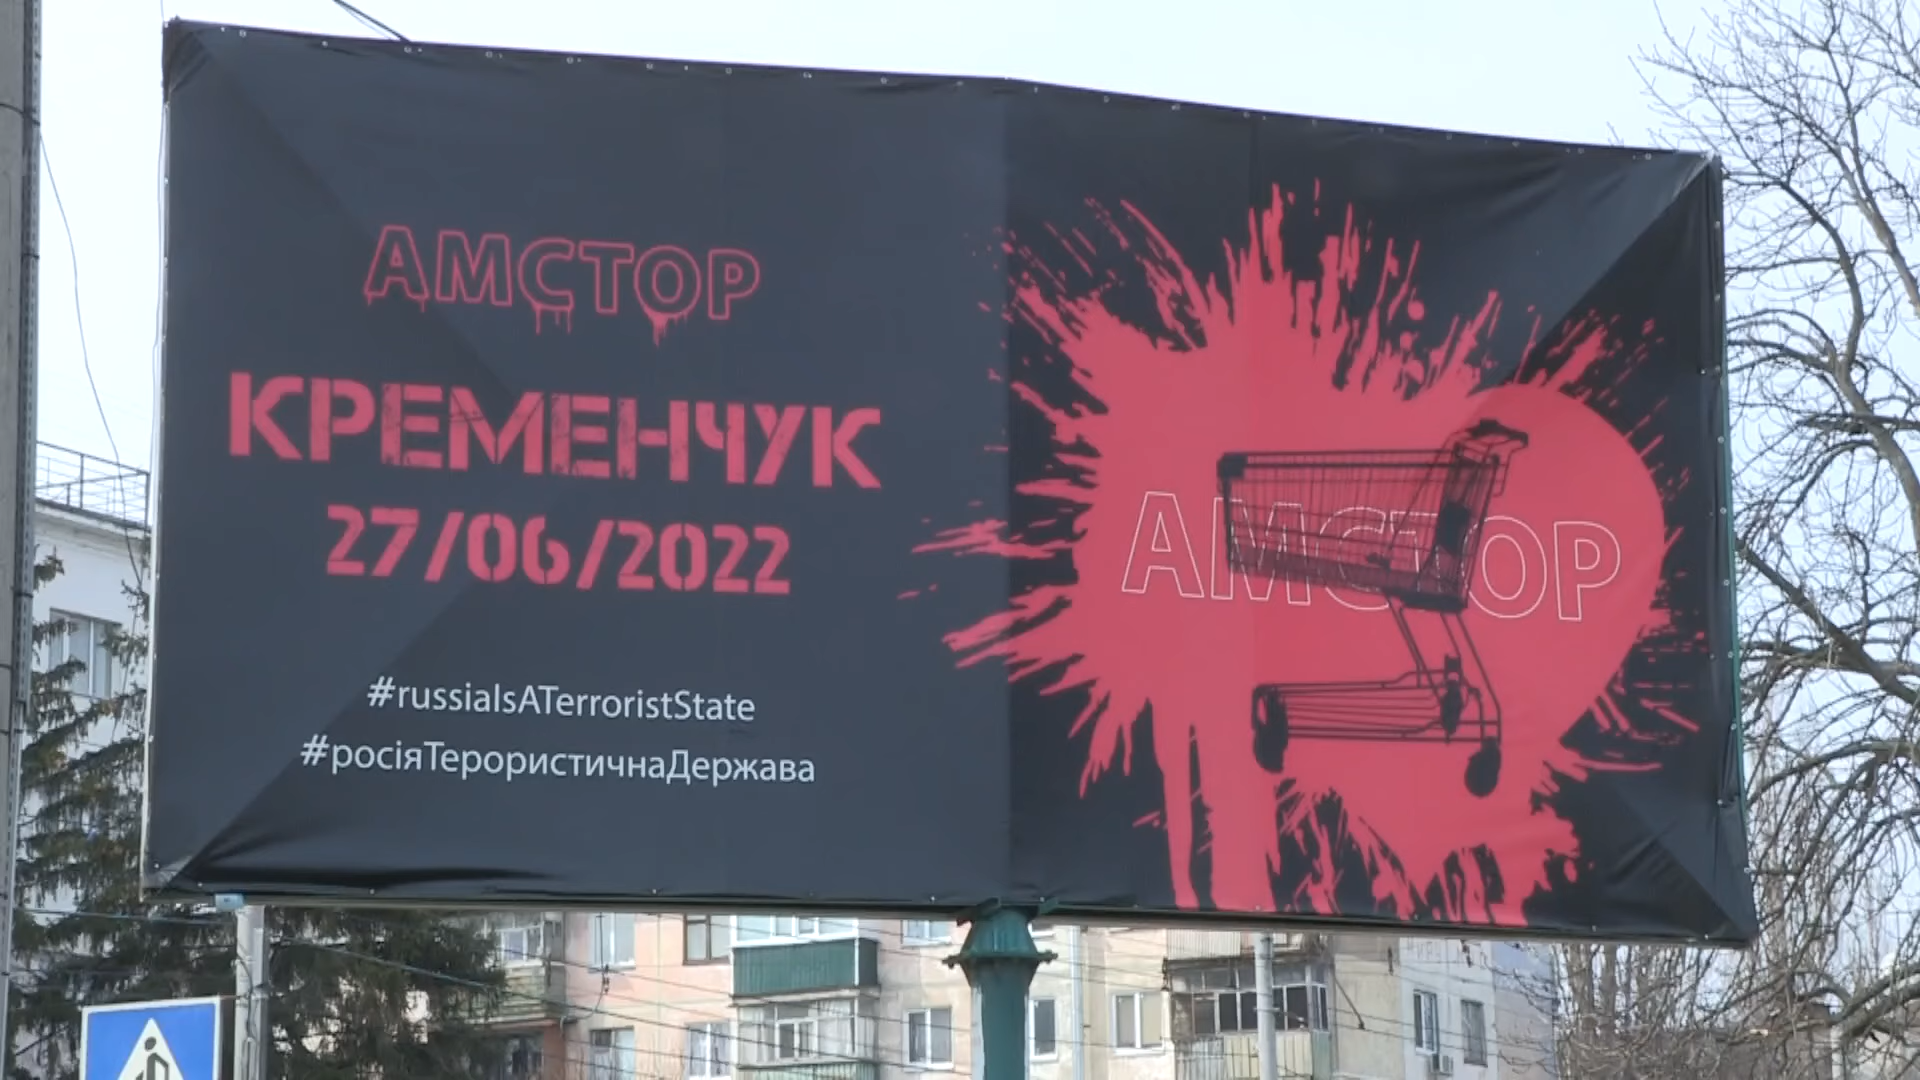 АМСТОР
КРЕМЕНЧУК
27/06/2022
#russiaIsATerroristState
#росіяТерористичнаДержава
АМСТОР